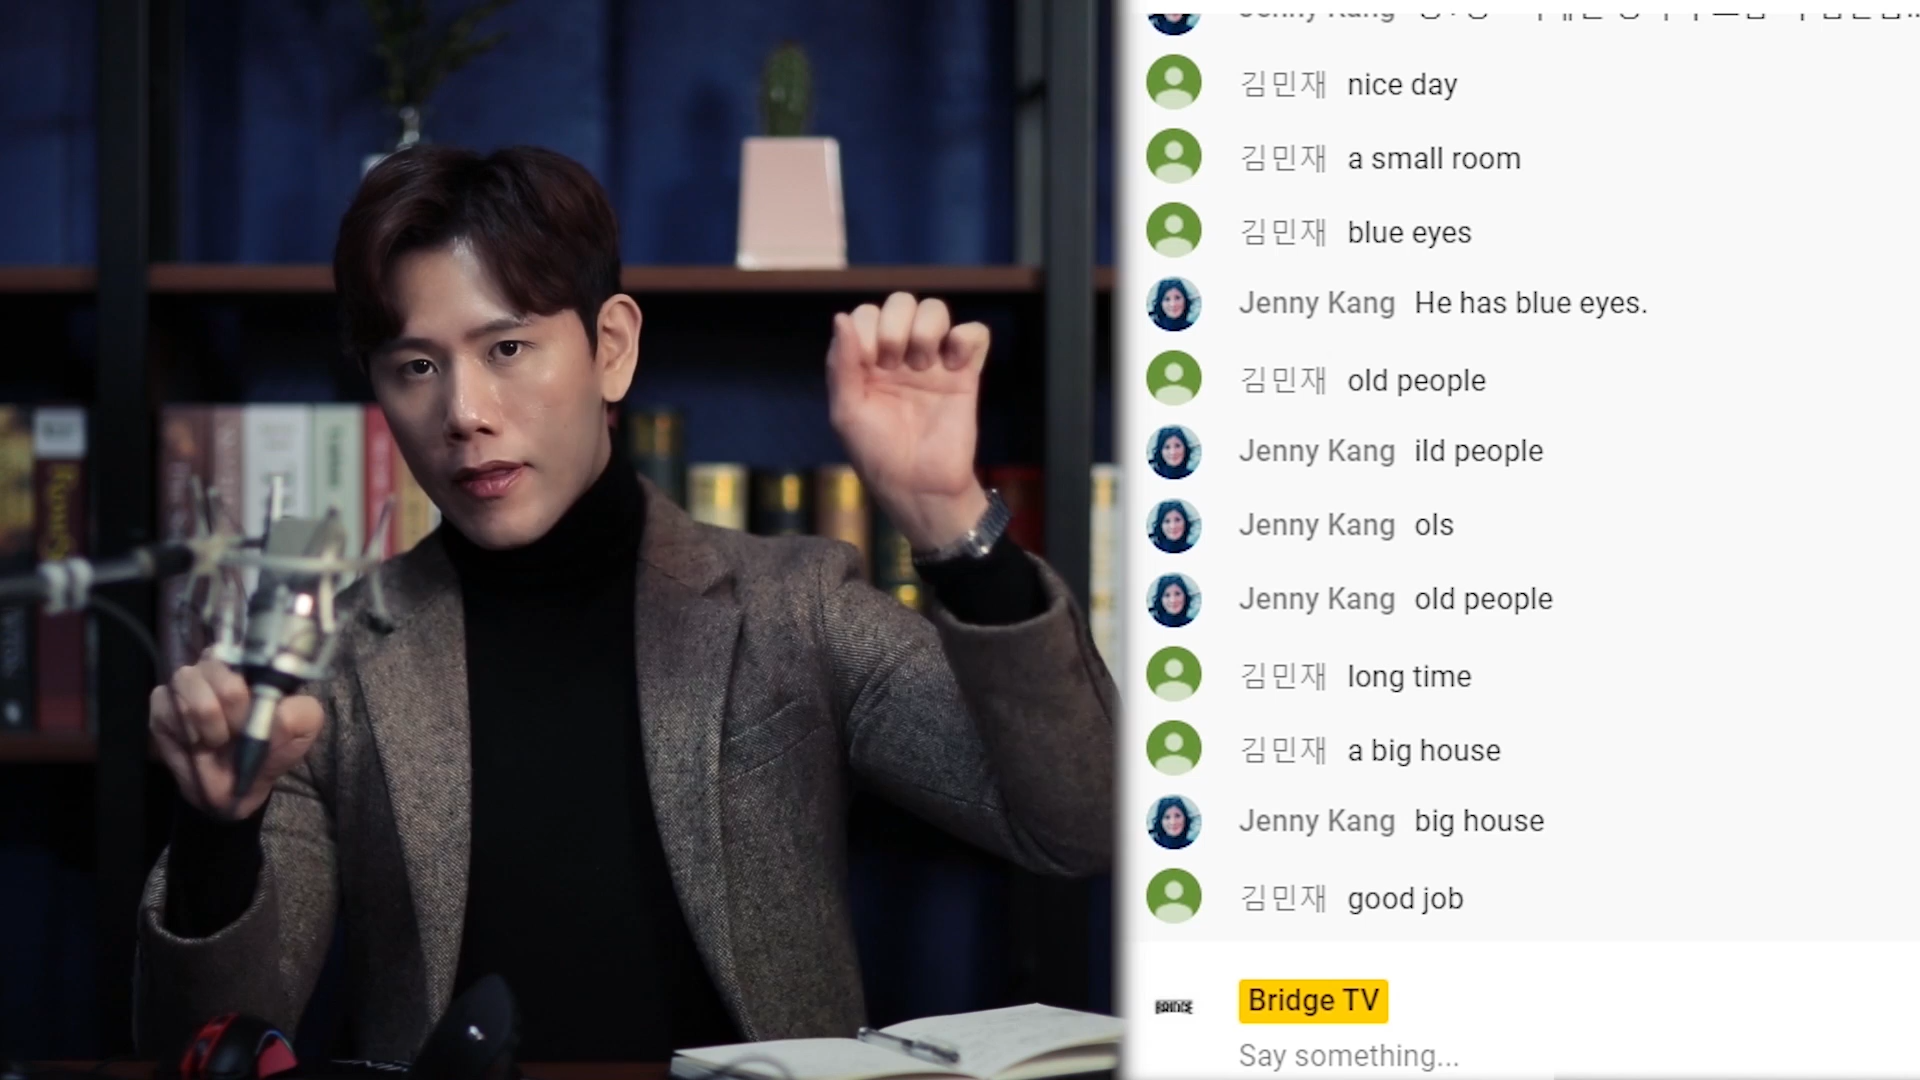 Jenny Kang
김민재 nice day
김민재 a small room
김민재 blue eyes
Jenny Kang He has blue eyes.
김민재 old people
Jenny Kang ild people
Jenny Kang ols
Jenny Kang old people
김민재 long time
김민재 a big house
Jenny Kang big house
김민재 good job
BRIDGE
Bridge TV
Say something...